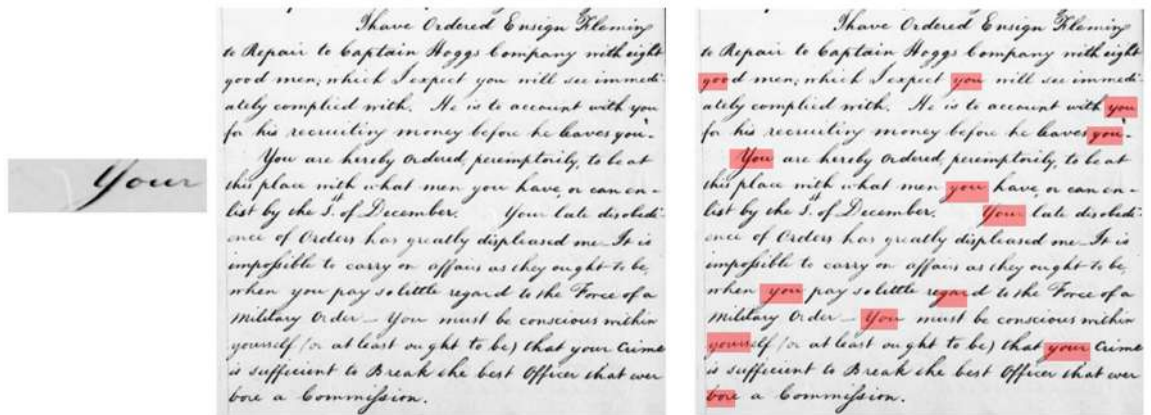 Your
I have Ordered Ensign Fleming
to Repair to Captain Hoggs Company with eight
good men; which I expect you will see immedi-
ately complied with. He is to account with you
for his recruiting money before he leaves you.-
You are hereby Ordered, peremptorily, to be at
this place with what men you have, or can en-
list by the 1st. of December. Your late disobedi-
ence of Orders has greatly displeased me. It is
impossible to carry on affairs as they ought to be,
when you pay so little regard to the Force of a
Military Order - You must be conscious within
yourself (or at least ought to be) that your Crime
is sufficient to Break the best Officer that ever
bore a Commission.
I have Ordered Ensign Fleming
to Repair to Captain Hoggs Company with eight
good men; which I expect you will see immedi-
ately complied with. He is to account with you
for his recruiting money before he leaves you.-
You are hereby Ordered, peremptorily, to be at
this place with what men you have, or can en-
list by the 1st. of December. Your late disobedi-
ence of Orders has greatly displeased me. It is
impossible to carry on affairs as they ought to be,
when you pay so little regard to the Force of a
Military Order - You must be conscious within
yourself (or at least ought to be) that your Crime
is sufficient to Break the best Officer that ever
bore a Commission.